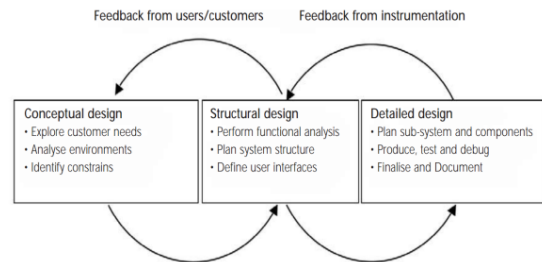 Feedback from users/customers
Feedback from instrumentation
Conceptual design
• Explore customer needs
• Analyse environments
• Identify constrains
Structural design
• Perform functional analysis
• Plan system structure
• Define user interfaces
Detailed design
• Plan sub-system and components
• Produce, test and debug
• Finalise and Document